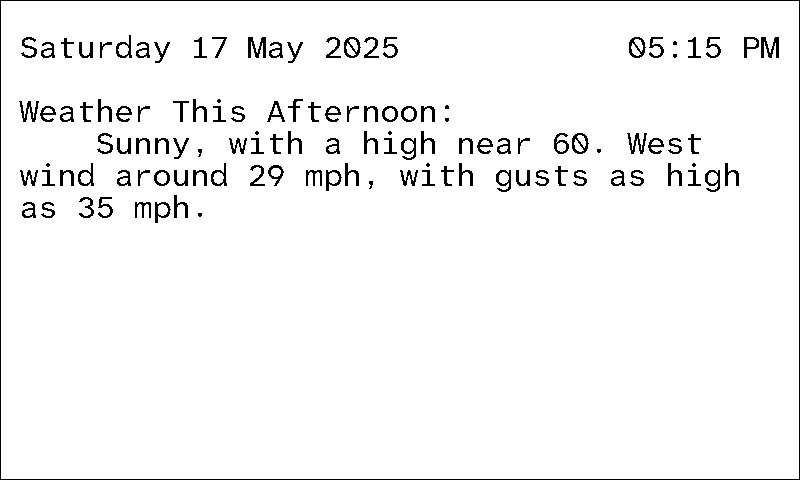 Saturday 17 May 2025 05:15 PM
Weather This Afternoon:
Sunny, with a high near 60. West
wind around 29 mph, with gusts as high
as 35 mph.